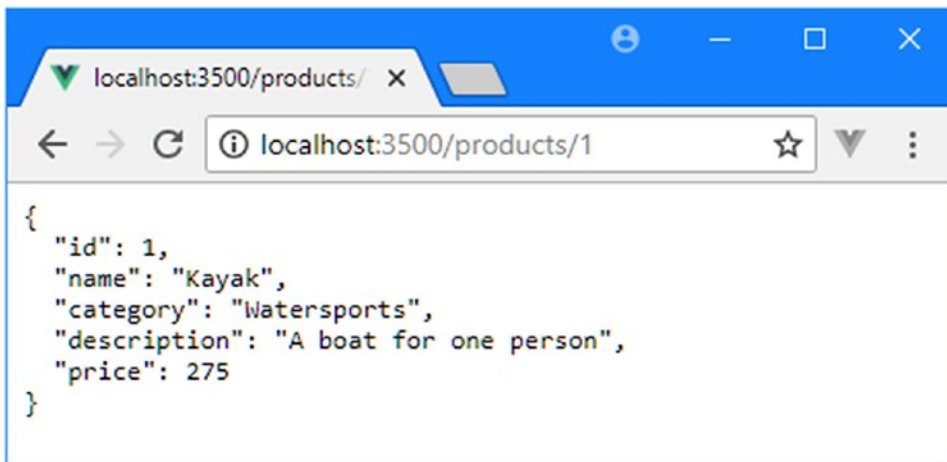 localhost:3500/products/
localhost:3500/products/1
{
  "id": 1,
  "name": "Kayak",
  "category": "Watersports",
  "description": "A boat for one person",
  "price": 275
}